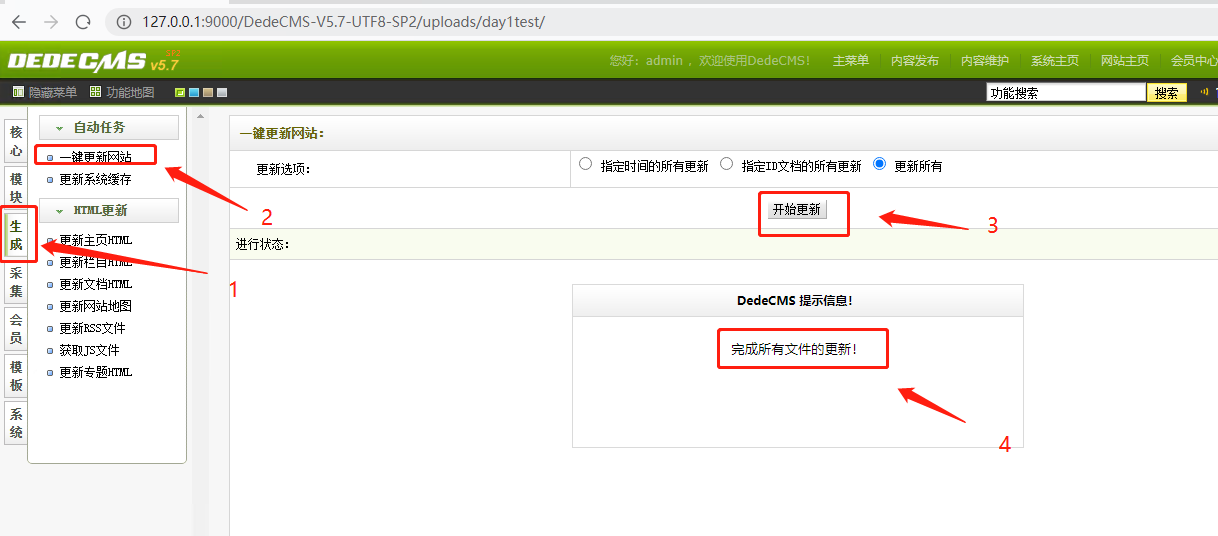 127.0.0.1:9000/DedeCMS-V5.7-UTF8-SP2/uploads/day1test/
DEDECMS v5.7 SP2
您好：admin ，欢迎使用DedeCMS！ 主菜单 内容发布 内容维护 系统主页 网站主页 会员中心
隐藏菜单 功能地图 功能搜索 搜索
核心
模块
生成
采集
会员
模板
系统
自动任务
一键更新网站
更新系统缓存
HTML更新
更新主页HTML
更新栏目HTML
更新文档HTML
更新网站地图
更新RSS文件
获取JS文件
更新专题HTML
一键更新网站：
更新选项： 指定时间的所有更新 指定ID文档的所有更新 更新所有
开始更新
进行状态：
DedeCMS 提示信息！
完成所有文件的更新！
1
2
3
4